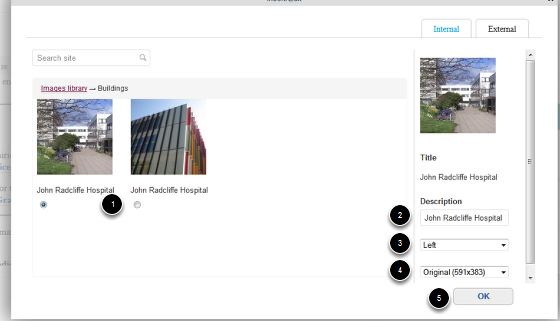 Internal
External
Search site
Images library → Buildings
John Radcliffe Hospital
John Radcliffe Hospital
1
Title
John Radcliffe Hospital
Description
2
John Radcliffe Hospital
3
Left
4
Original (591x383)
5
OK